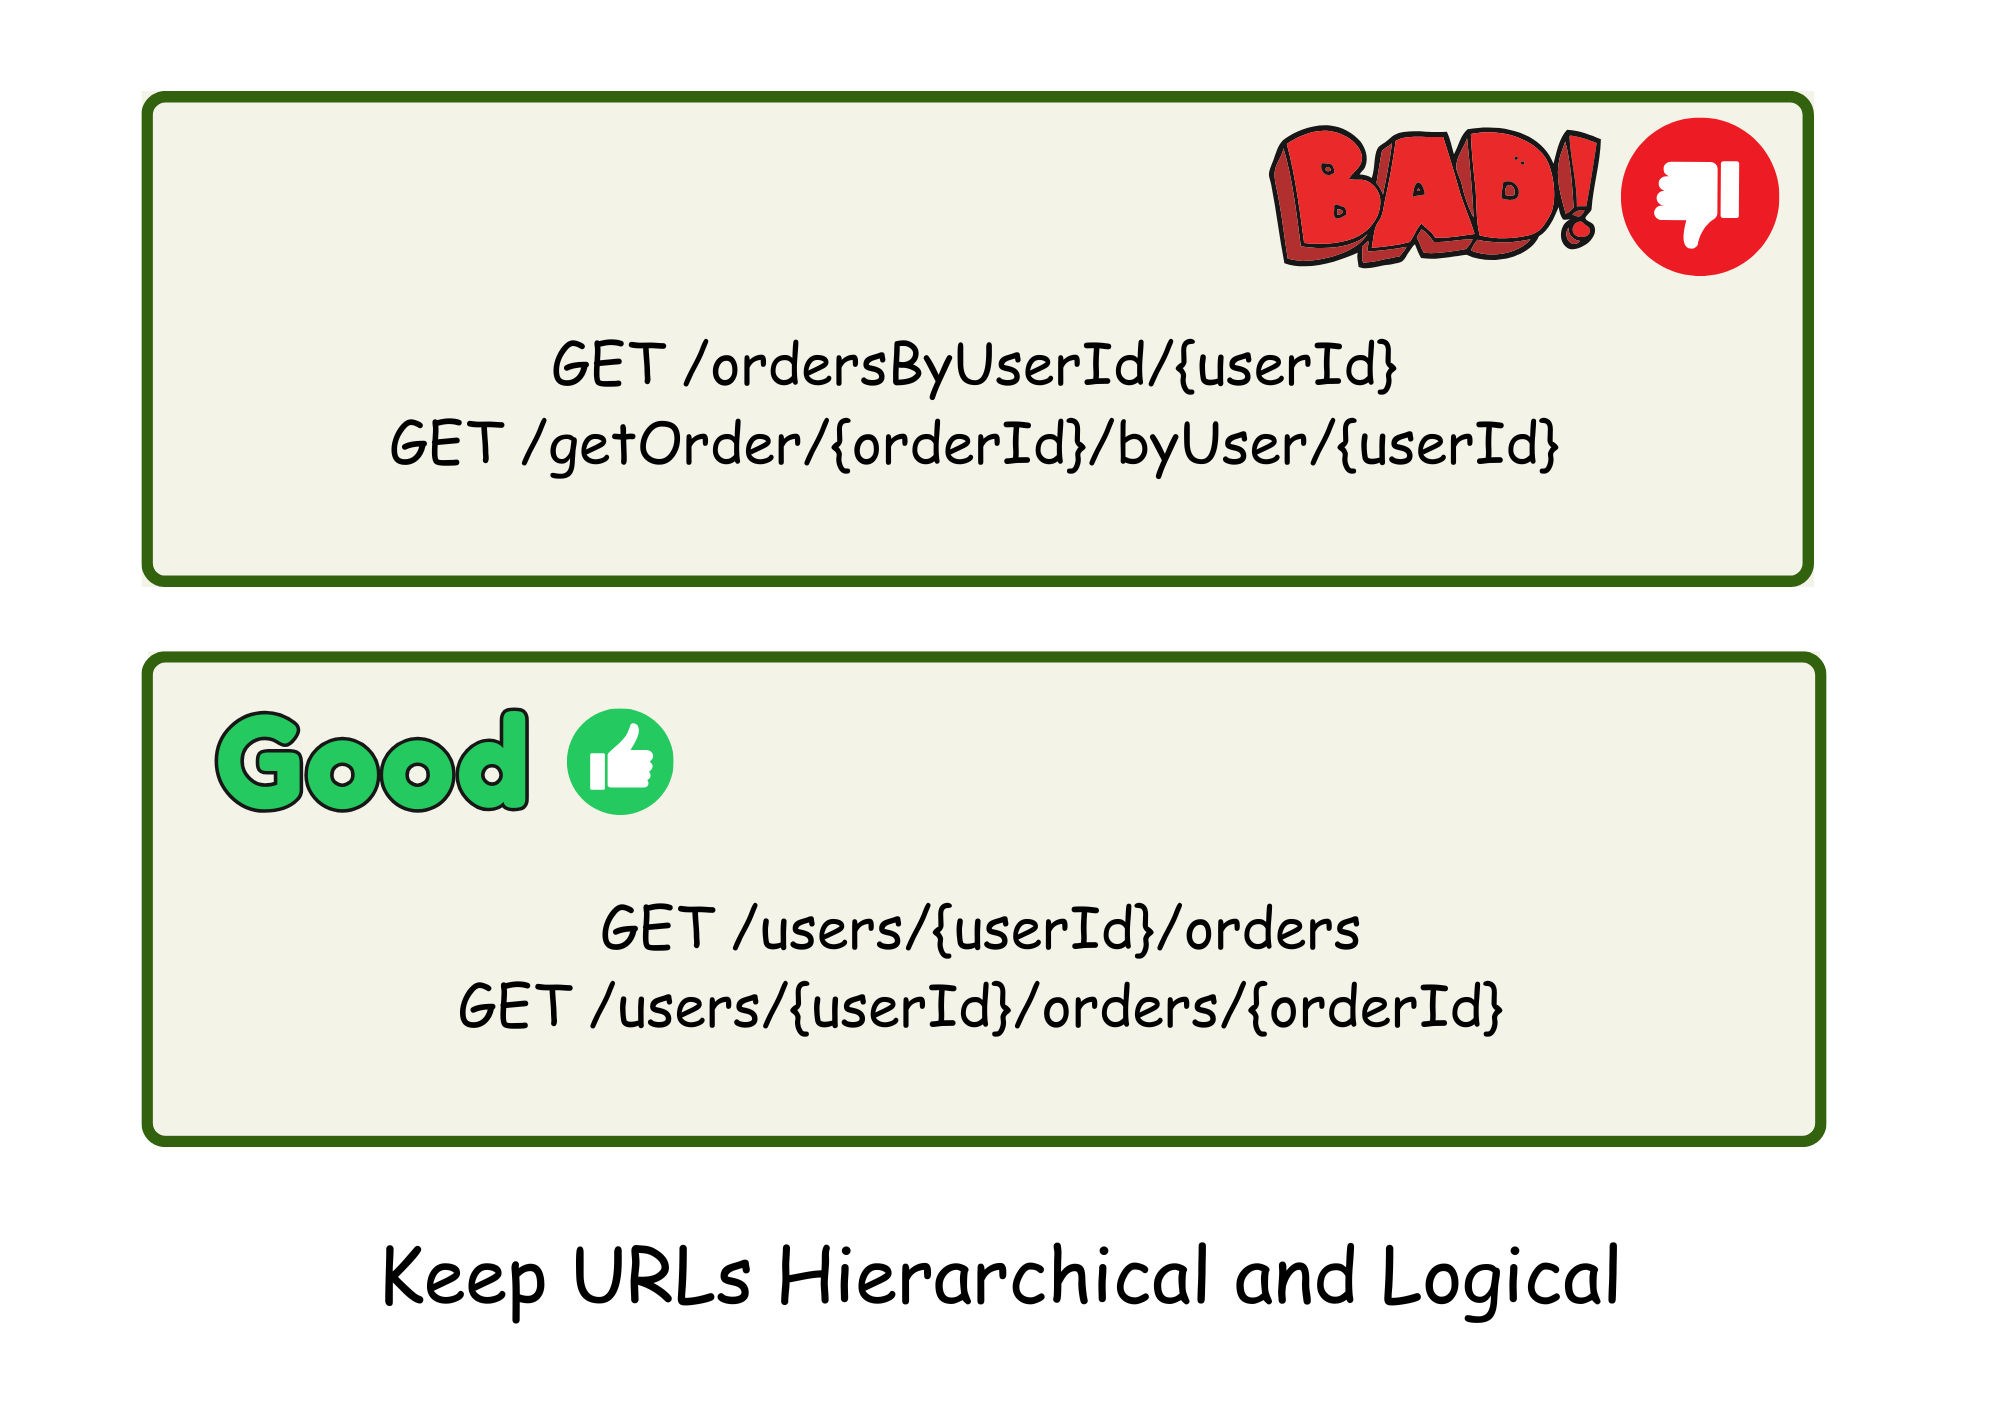 BAD!
GET /ordersByUserId/{userId}
GET /getOrder/{orderId}/byUser/{userId}
Good
GET /users/{userId}/orders
GET /users/{userId}/orders/{orderId}
Keep URLs Hierarchical and Logical